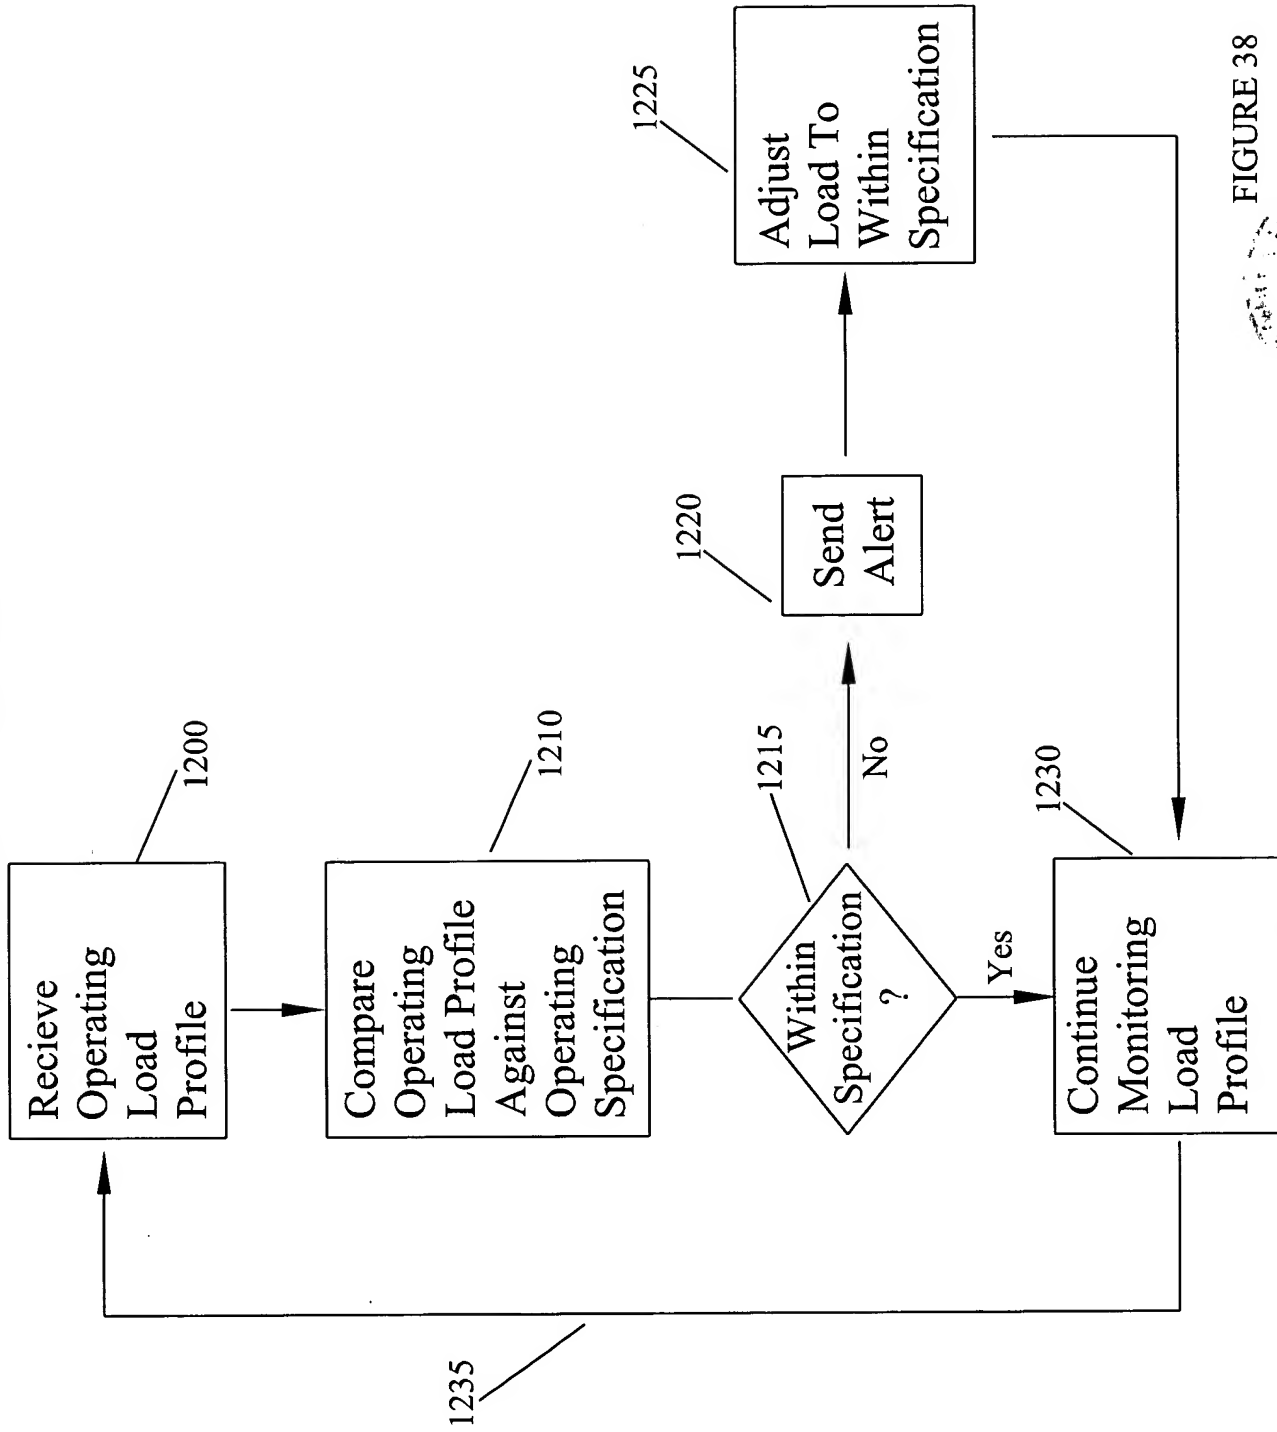 Recieve
Operating
Load
Profile
1200
Compare
Operating
Load Profile
Against
Operating
Specification
1210
Within
Specification
?
1215
No
Send
Alert
1220
Adjust
Load To
Within
Specification
1225
Yes
Continue
Monitoring
Load
Profile
1230
1235
FIGURE 38